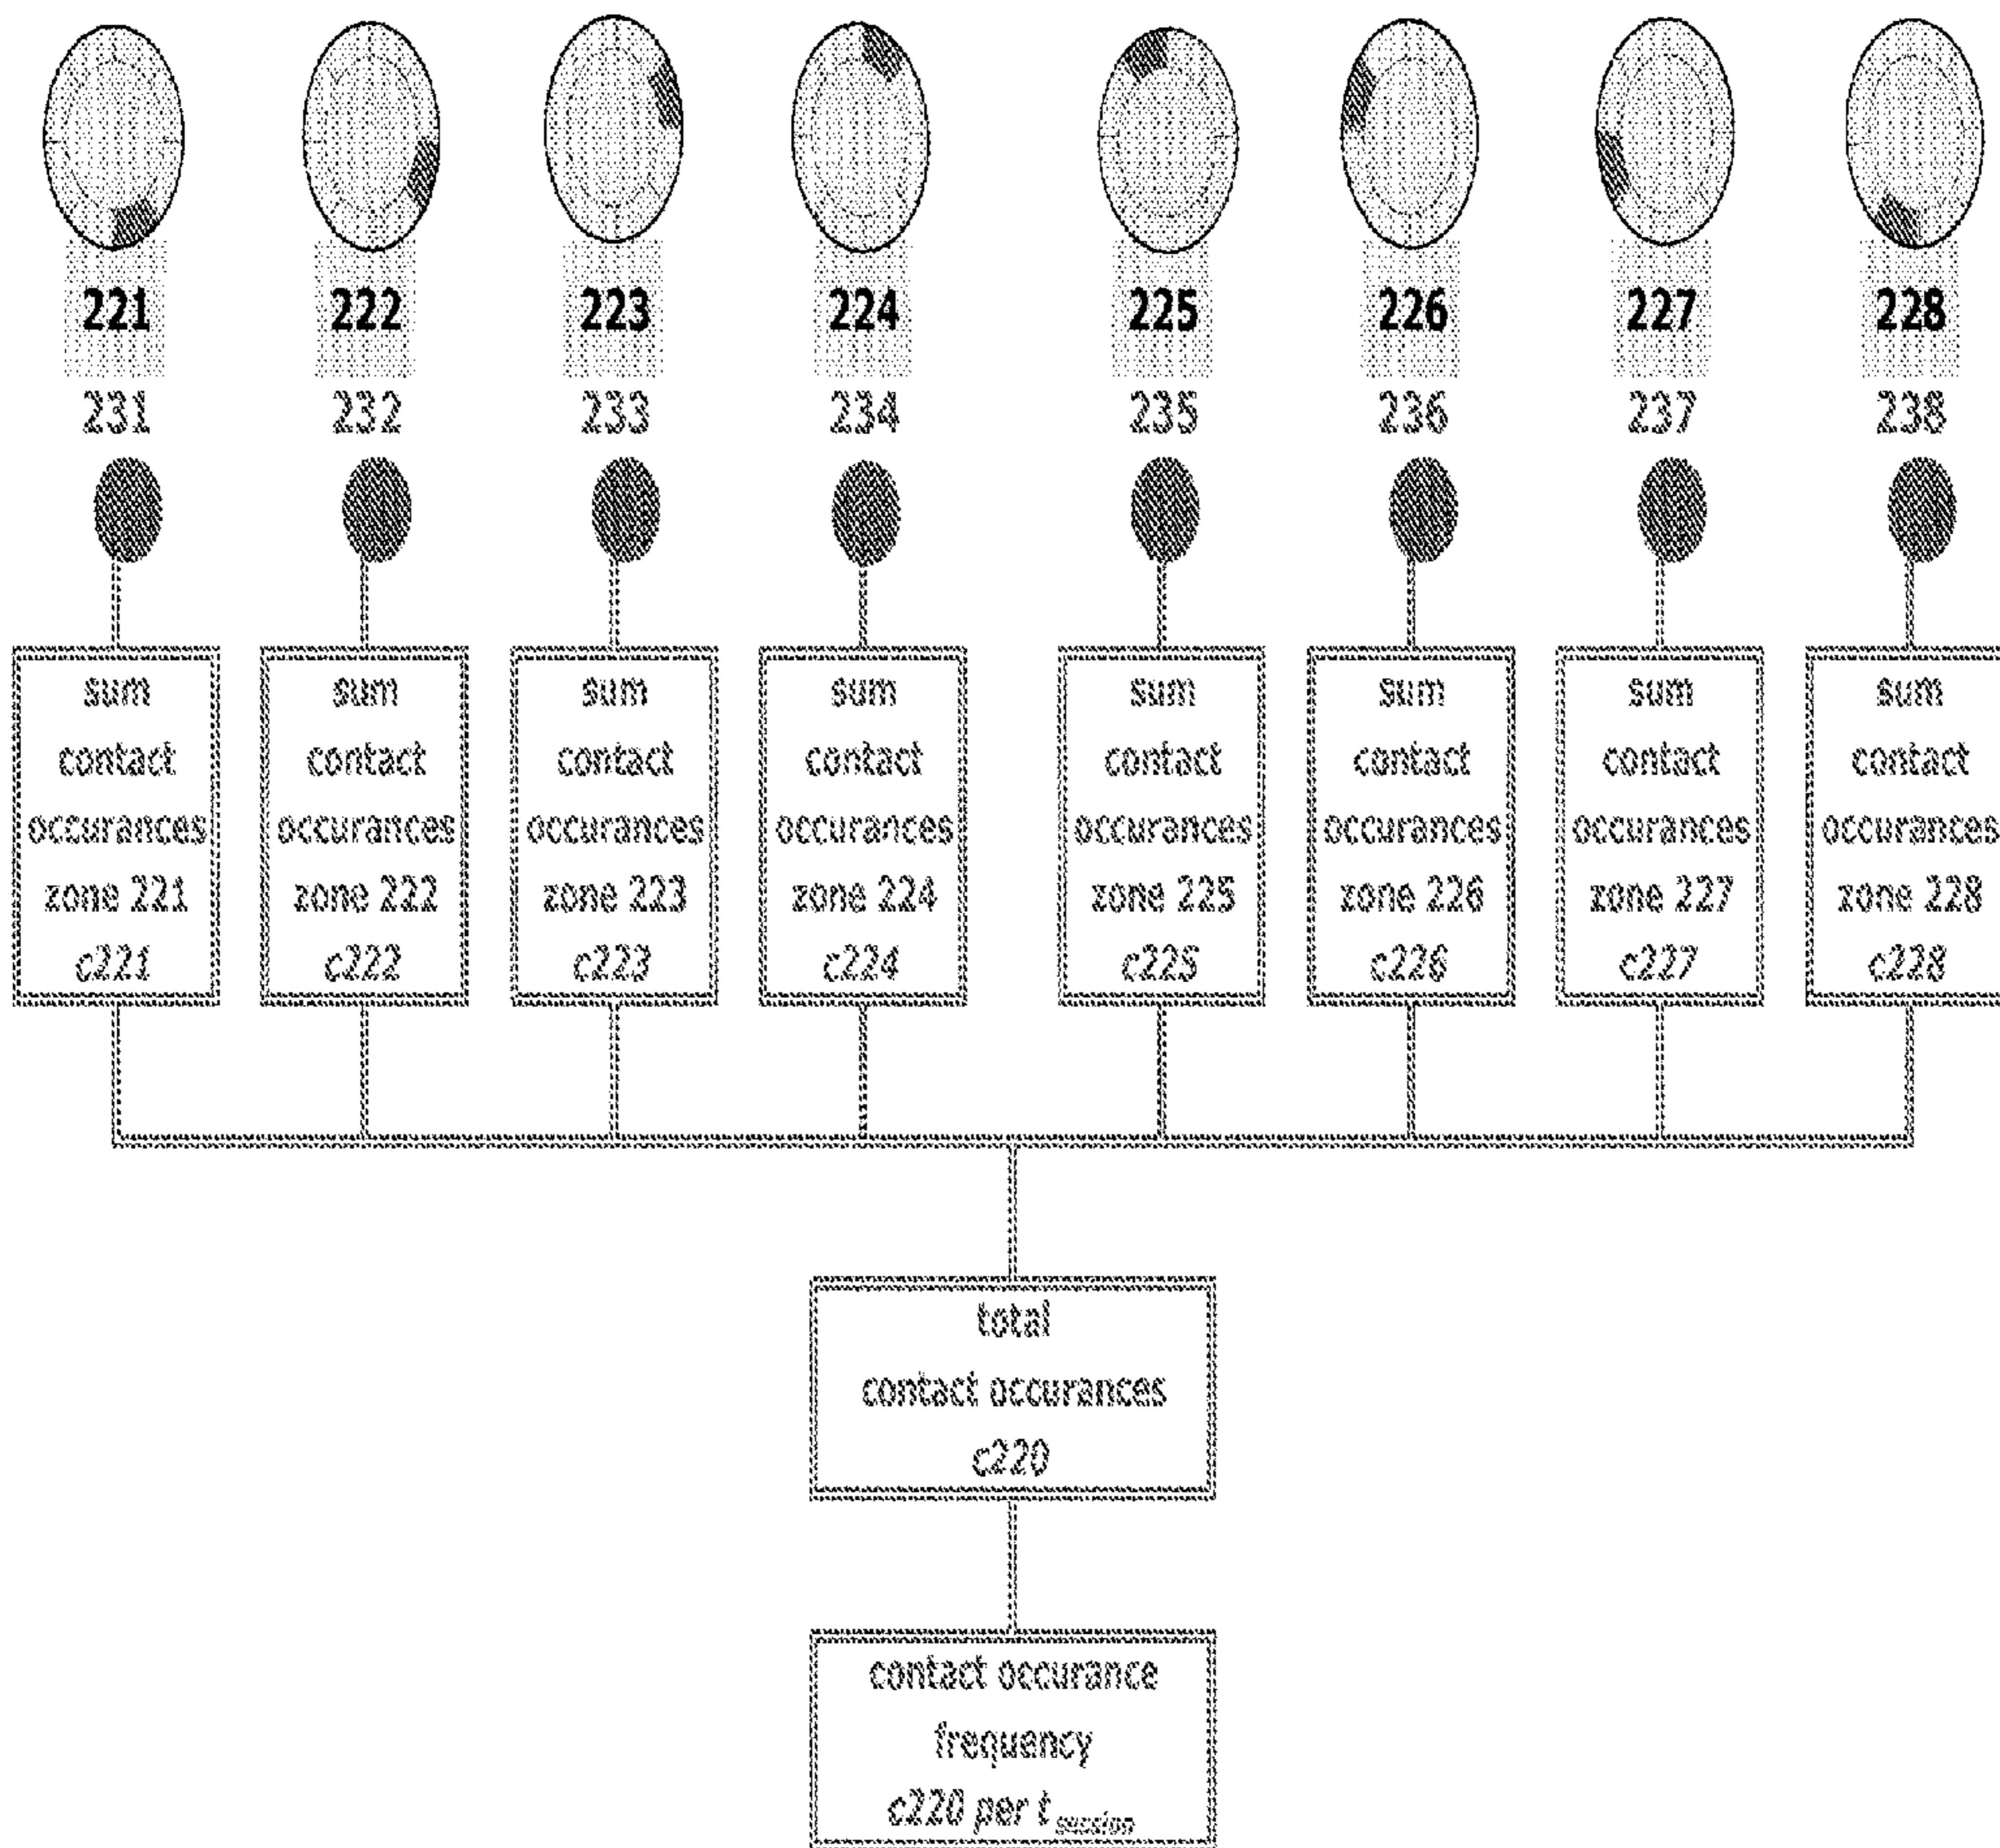 221 222 223 224 225 226 227 228
231 232 233 234 235 236 237 238
sum sum sum sum sum sum sum sum
contact contact contact contact contact contact contact contact
occurances occurances occurances occurances occurances occurances occurances occurances
zone 221 zone 222 zone 223 zone 224 zone 225 zone 226 zone 227 zone 228
c221 c222 c223 c224 c225 c226 c227 c228
total
contact occurances
c220
contact occurance
frequency
c220 per t session